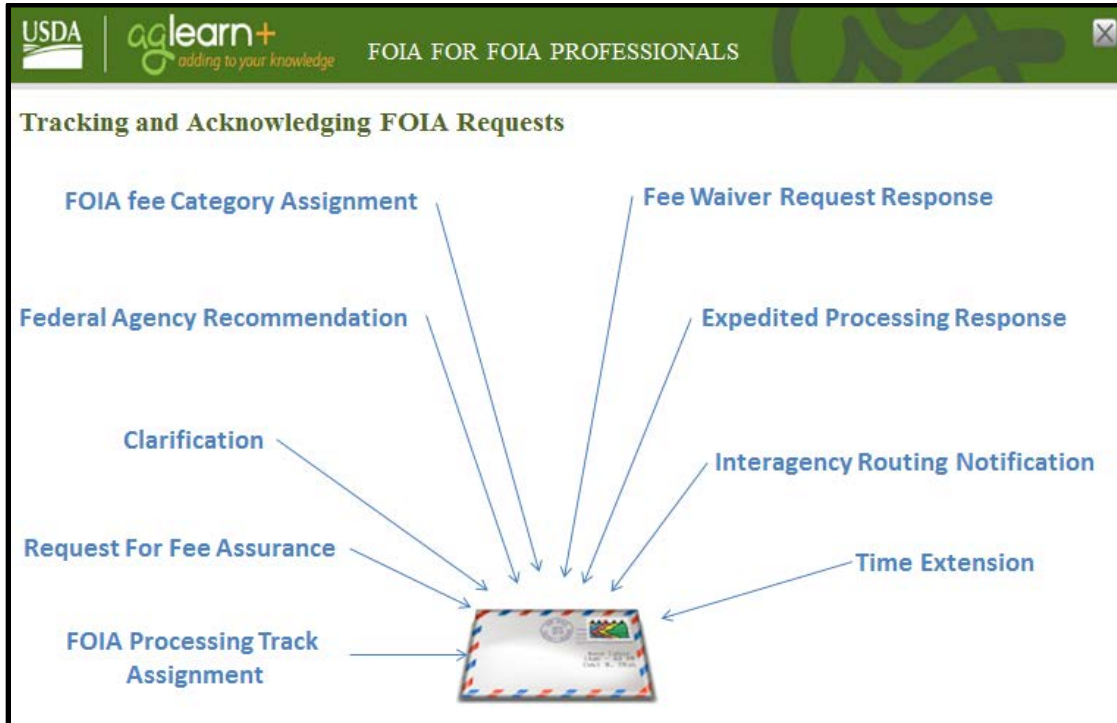 USDA
aglearn+
adding to your knowledge
FOIA FOR FOIA PROFESSIONALS
Tracking and Acknowledging FOIA Requests
FOIA fee Category Assignment
Fee Waiver Request Response
Federal Agency Recommendation
Expedited Processing Response
Clarification
Interagency Routing Notification
Request For Fee Assurance
Time Extension
FOIA Processing Track
Assignment